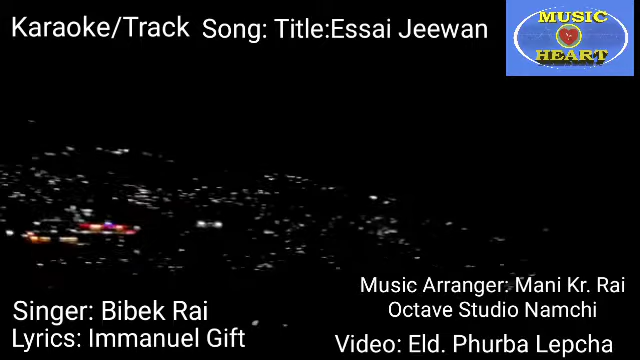 Karaoke/Track Song: Title:Essai Jeewan
MUSIC
HEART
Music Arranger: Mani Kr. Rai
Octave Studio Namchi
Singer: Bibek Rai
Lyrics: Immanuel Gift
Video: Eld. Phurba Lepcha